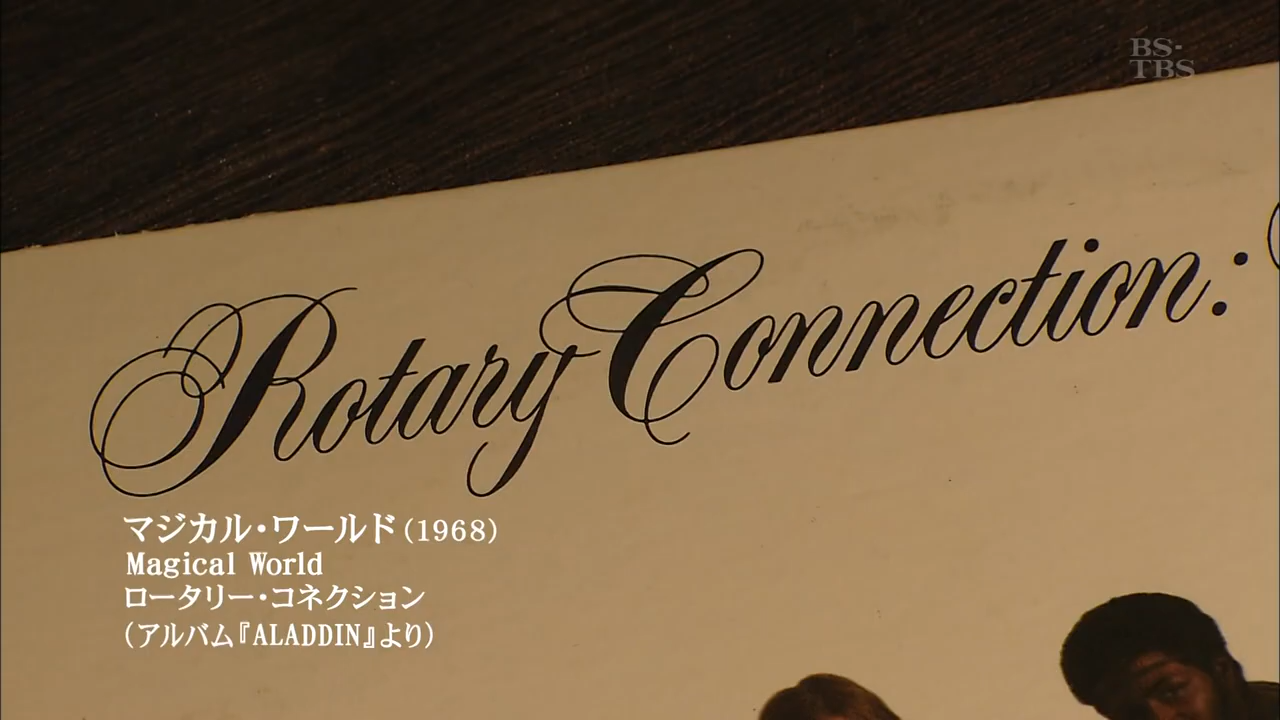 BS-
TBS
Rotary Connection:
マジカル・ワールド(1968)
Magical World
ロータリー・コネクション
(アルバム『ALADDIN』より)